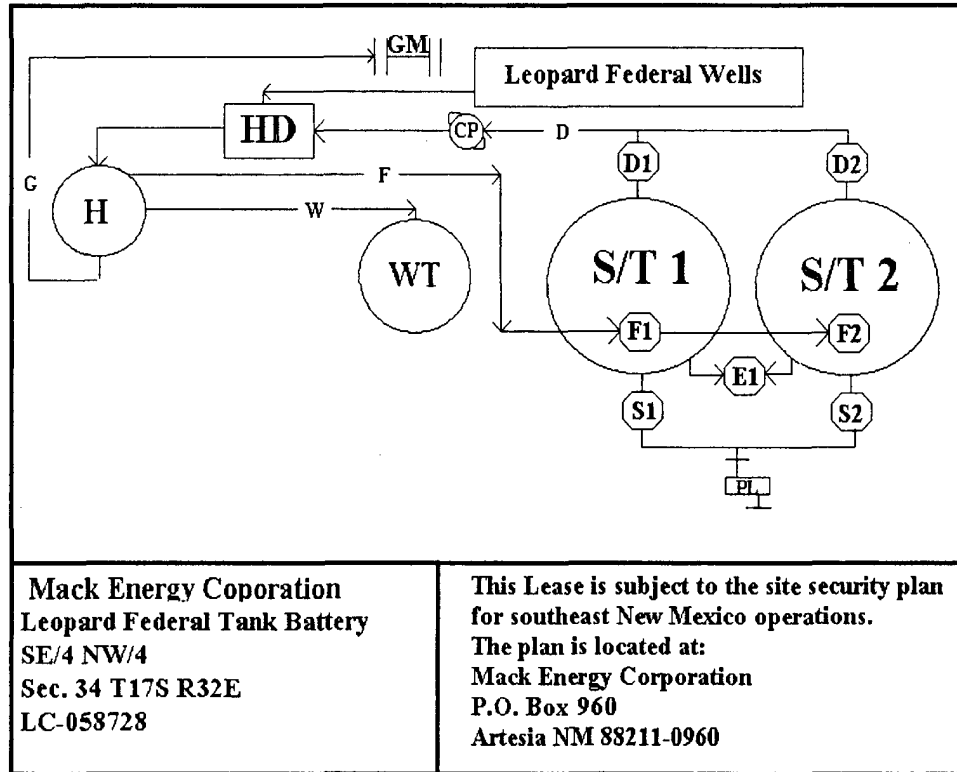 GM
Leopard Federal Wells
HD
CP
D
D1
D2
G
F
H
W
WT
S/T 1
S/T 2
F1
F2
E1
S1
S2
PL
Mack Energy Coporation
Leopard Federal Tank Battery
SE/4 NW/4
Sec. 34 T17S R32E
LC-058728
This Lease is subject to the site security plan
for southeast New Mexico operations.
The plan is located at:
Mack Energy Corporation
P.O. Box 960
Artesia NM 88211-0960